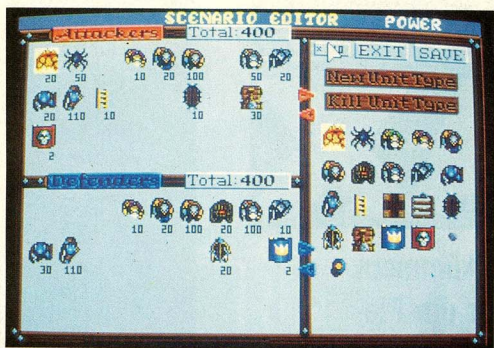 SCENARIO EDITOR POWER
Attackers Total:400
EXIT SAVE
20 50 10 20 100 50 20
New Unit Type
Kill Unit Type
20 110 10 10 30
2
Defenders Total:400
10 20 100 20 100 10
30 110 20 2